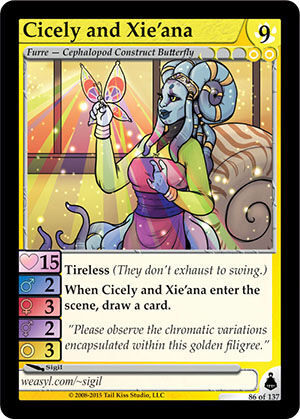 Cicely and Xie'ana 9
Furre — Cephalopod Construct Butterfly
15
2
3
2
3
Tireless (They don't exhaust to swing.)
When Cicely and Xie'ana enter the
scene, draw a card.
"Please observe the chromatic variations
encapsulated within this golden filigree."
Sigil
weasyl.com/~sigil
© 2008-2015 Tail Kiss Studio, LLC
86 of 137